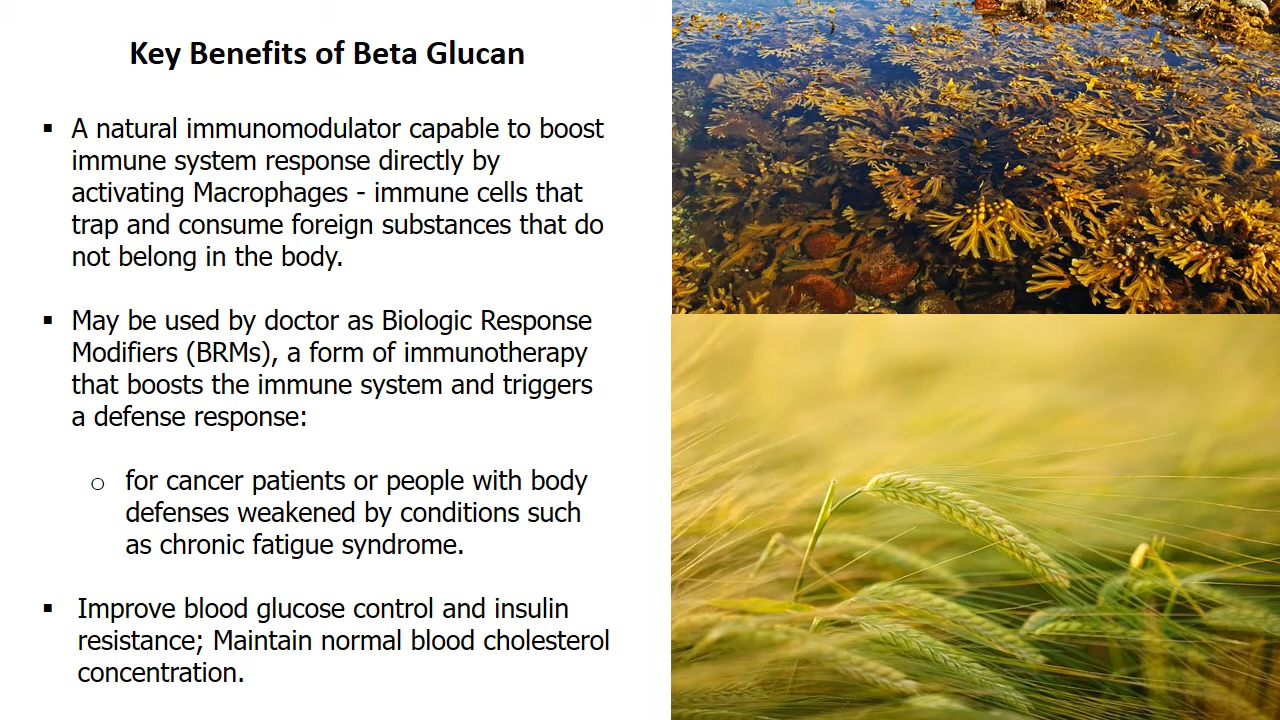 Key Benefits of Beta Glucan
▪ A natural immunomodulator capable to boost
immune system response directly by
activating Macrophages - immune cells that
trap and consume foreign substances that do
not belong in the body.
▪ May be used by doctor as Biologic Response
Modifiers (BRMs), a form of immunotherapy
that boosts the immune system and triggers
a defense response:
○ for cancer patients or people with body
defenses weakened by conditions such
as chronic fatigue syndrome.
▪ Improve blood glucose control and insulin
resistance; Maintain normal blood cholesterol
concentration.